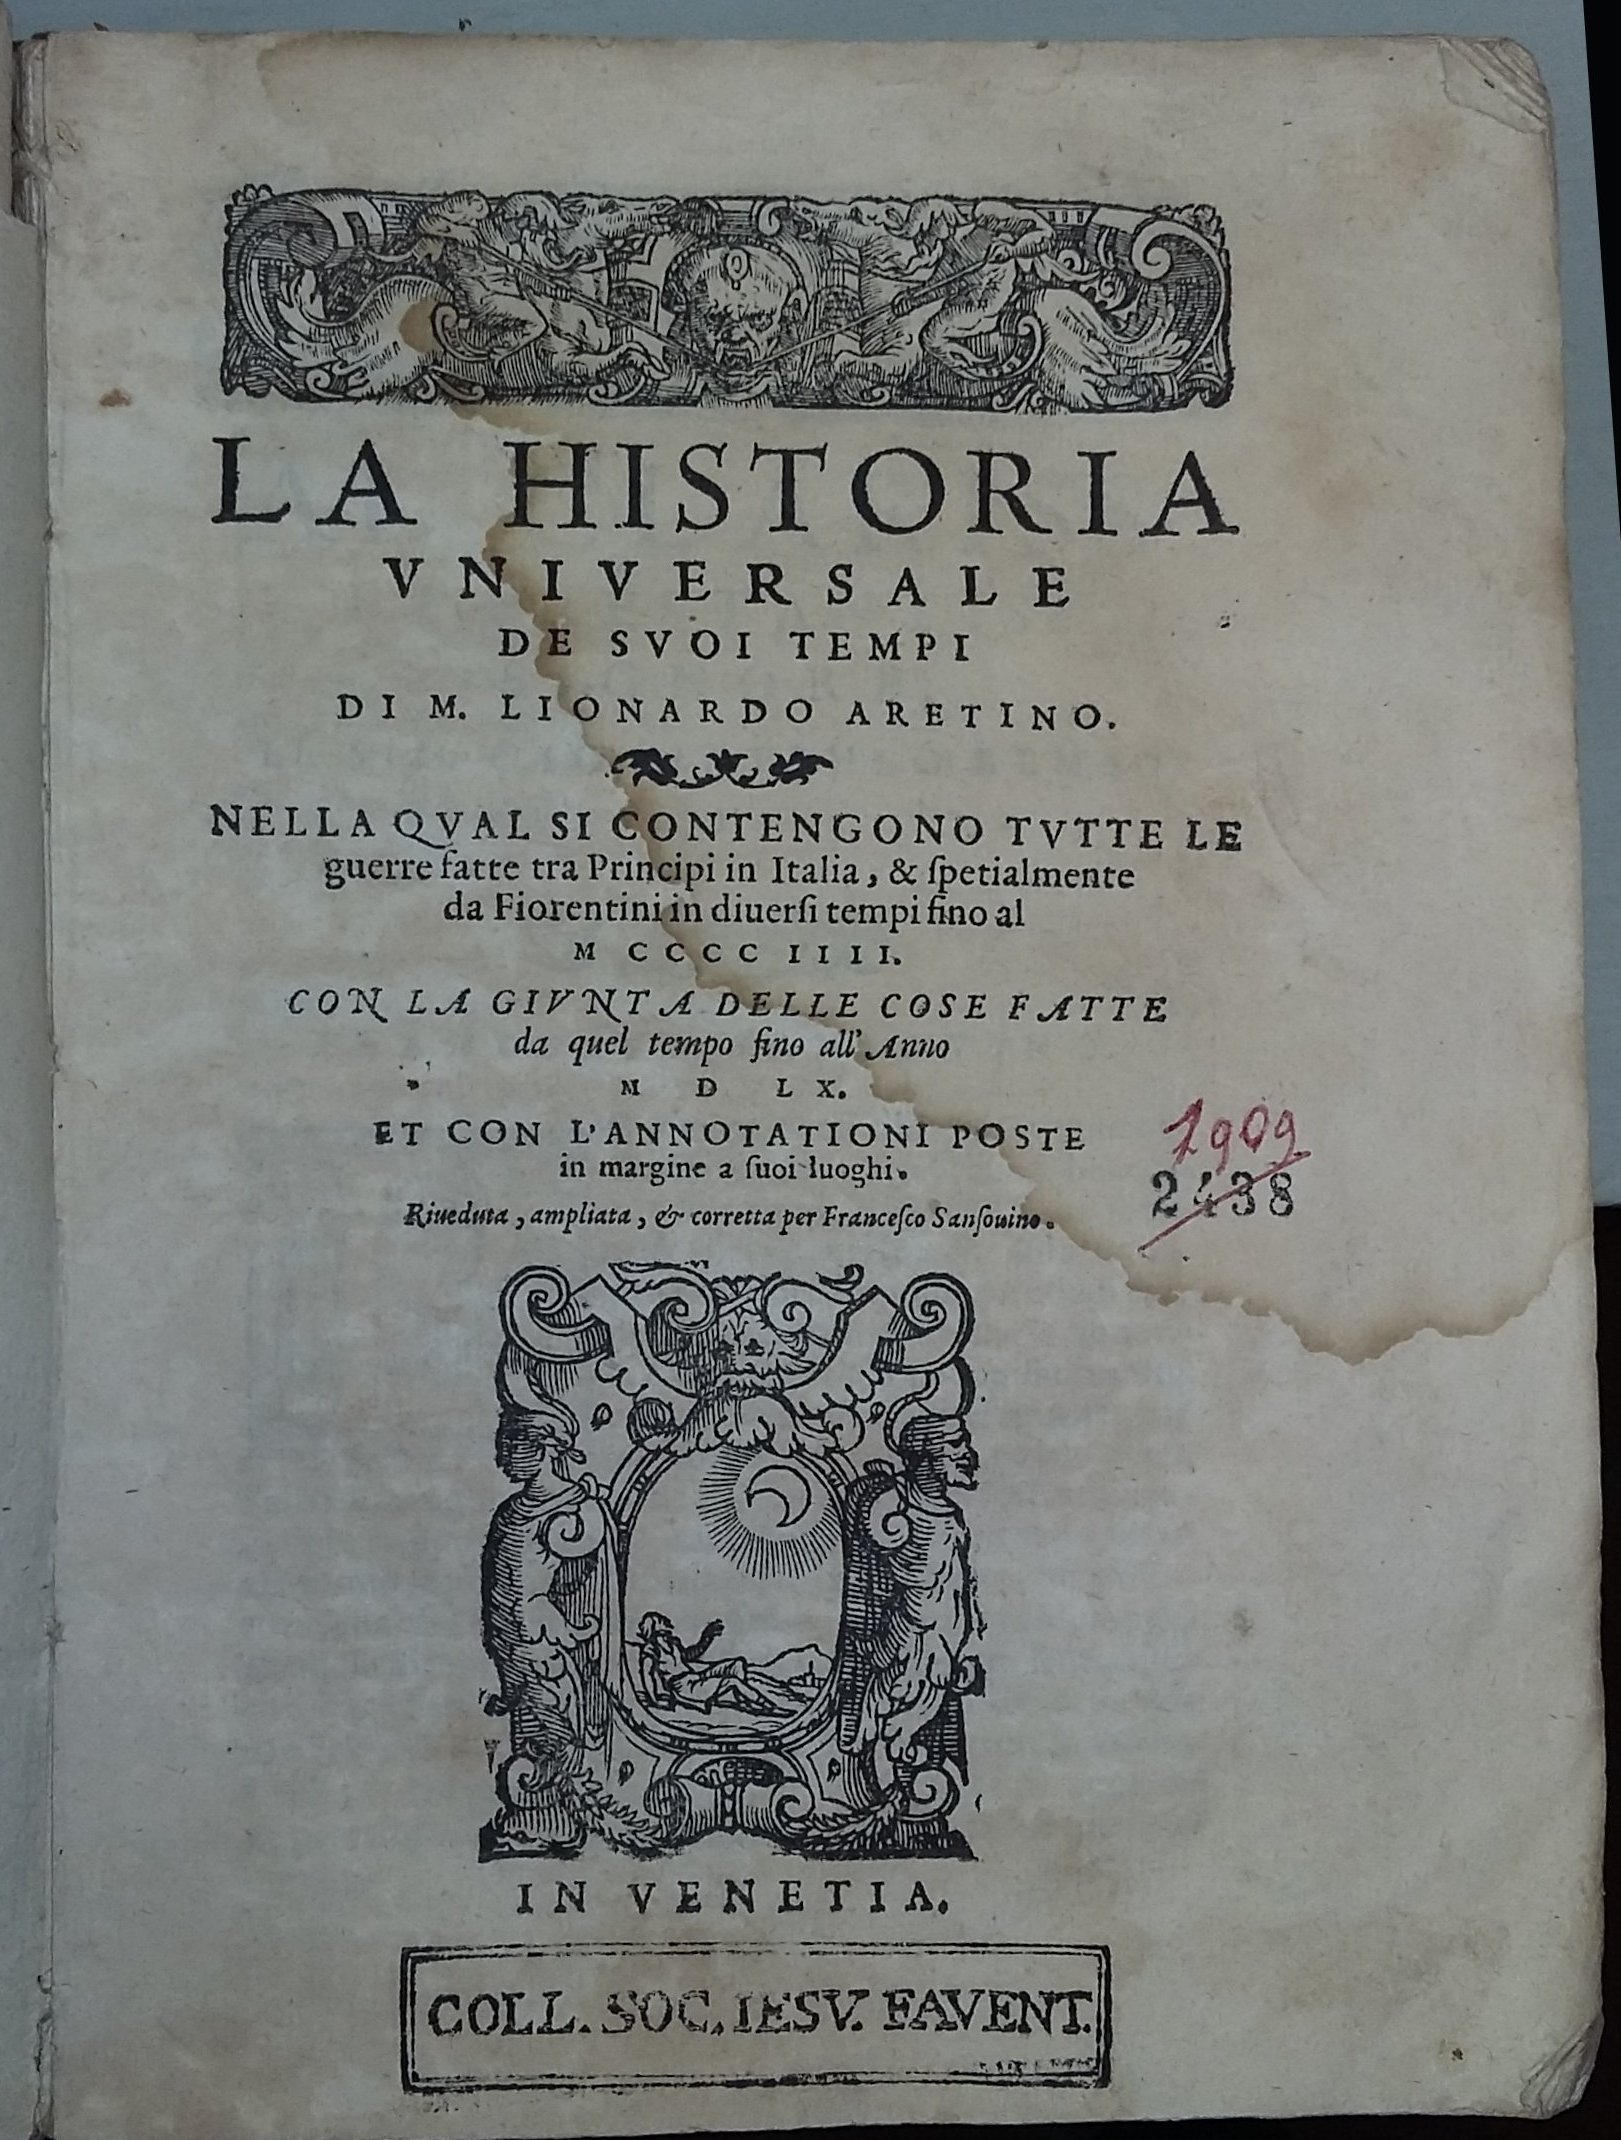 LA HISTORIA
VNIVERSALE
DE SVOI TEMPI
DI M. LIONARDO ARETINO.
NELLA QVAL SI CONTENGONO TVTTE LE
guerre fatte tra Principi in Italia, & ſpetialmente
da Fiorentini in diuerſi tempi fino al
M CCCC IIII.
CON LA GIVNTA DELLE COSE FATTE
da quel tempo fino all' Anno
M D LX.
ET CON L'ANNOTATIONI POSTE
in margine a ſuoi luoghi.
1909
2438
Riueduta, ampliata, & corretta per Franceſco Sanſouino.
IN VENETIA.
COLL. SOC. IESV. FAVENT.